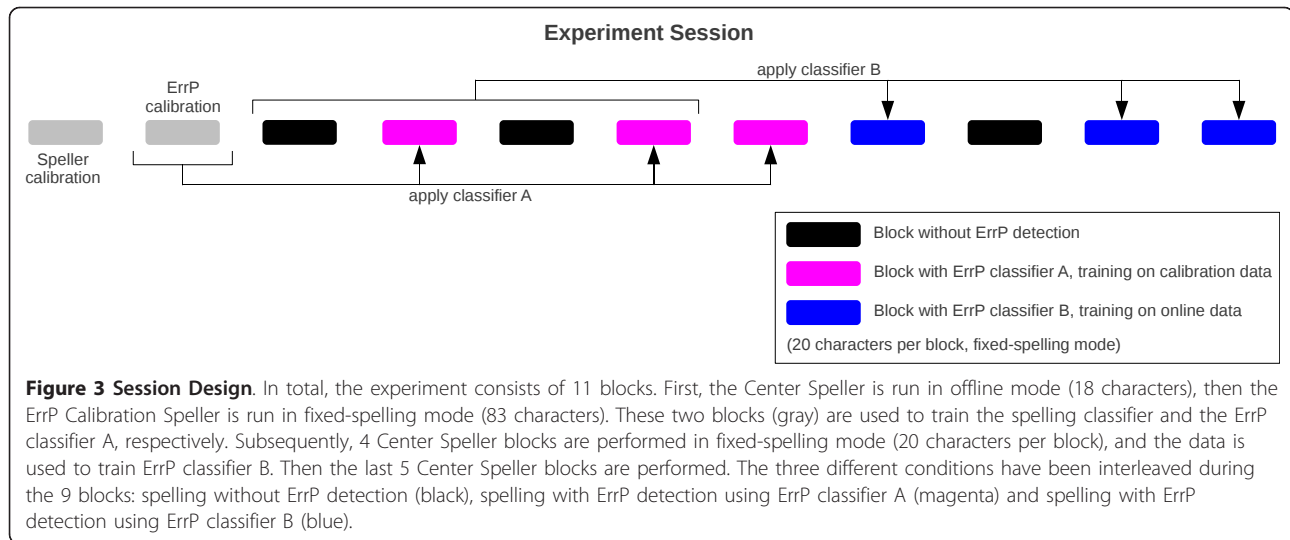 Experiment Session
apply classifier B
ErrP
calibration
Speller
calibration
apply classifier A
Block without ErrP detection
Block with ErrP classifier A, training on calibration data
Block with ErrP classifier B, training on online data
(20 characters per block, fixed-spelling mode)
Figure 3 Session Design. In total, the experiment consists of 11 blocks. First, the Center Speller is run in offline mode (18 characters), then the
ErrP Calibration Speller is run in fixed-spelling mode (83 characters). These two blocks (gray) are used to train the spelling classifier and the ErrP
classifier A, respectively. Subsequently, 4 Center Speller blocks are performed in fixed-spelling mode (20 characters per block), and the data is
used to train ErrP classifier B. Then the last 5 Center Speller blocks are performed. The three different conditions have been interleaved during
the 9 blocks: spelling without ErrP detection (black), spelling with ErrP detection using ErrP classifier A (magenta) and spelling with ErrP
detection using ErrP classifier B (blue).